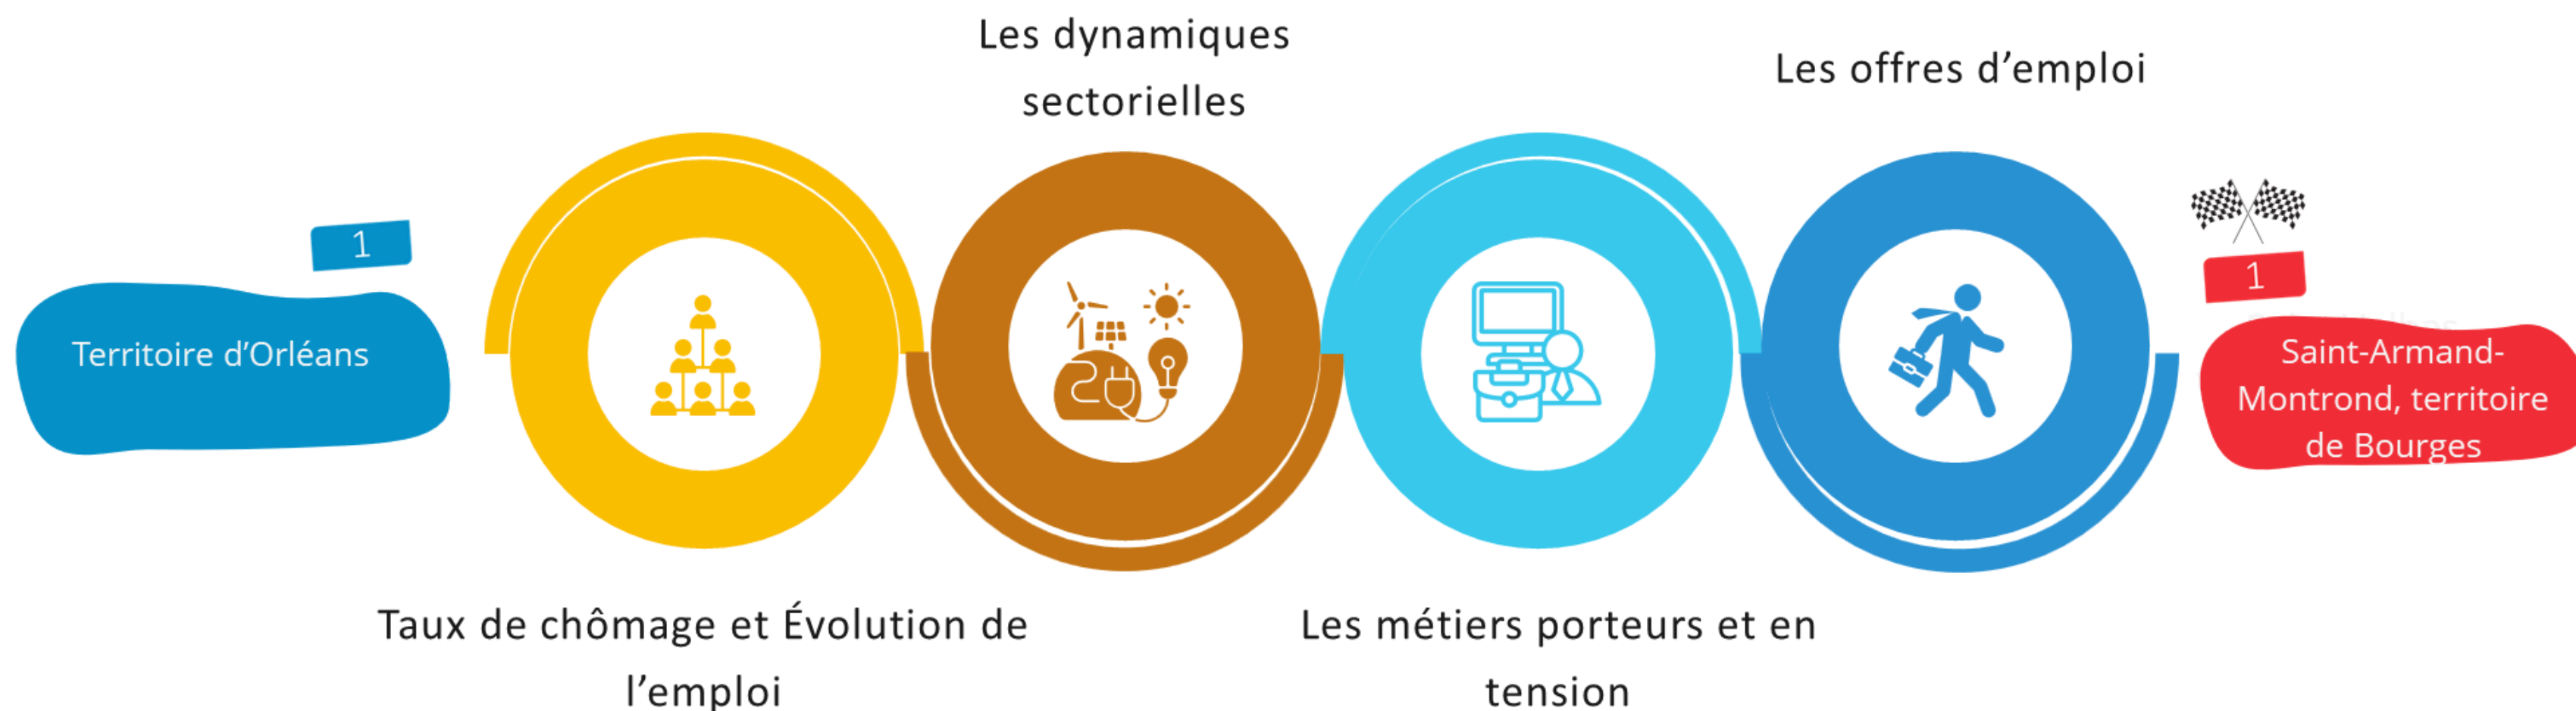 Les dynamiques
sectorielles
Les offres d’emploi
1
Territoire d’Orléans
1
Saint-Armand-
Montrond, territoire
de Bourges
Taux de chômage et Évolution de
l’emploi
Les métiers porteurs et en
tension